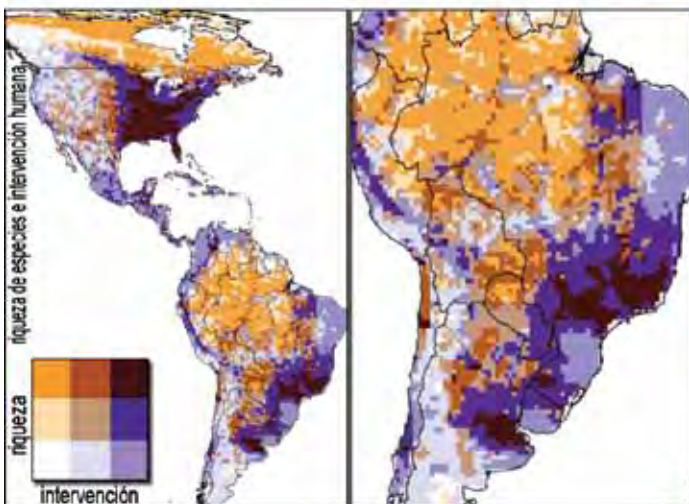 riqueza de especies e intervención humana
riqueza
intervención